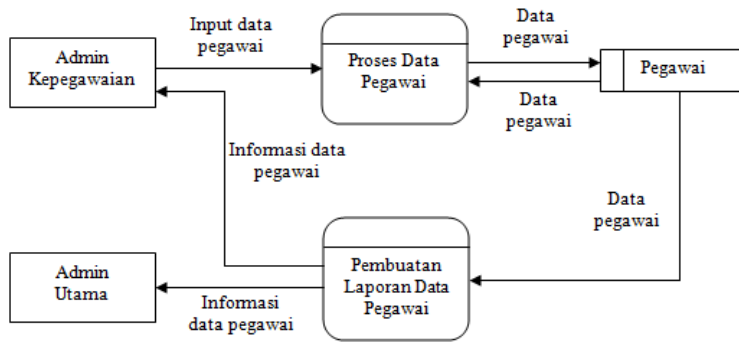 Admin
Kepegawaian
Input data
pegawai
Proses Data
Pegawai
Data
pegawai
Data
pegawai
Pegawai
Informasi data
pegawai
Data
pegawai
Admin
Utama
Informasi
data pegawai
Pembuatan
Laporan Data
Pegawai